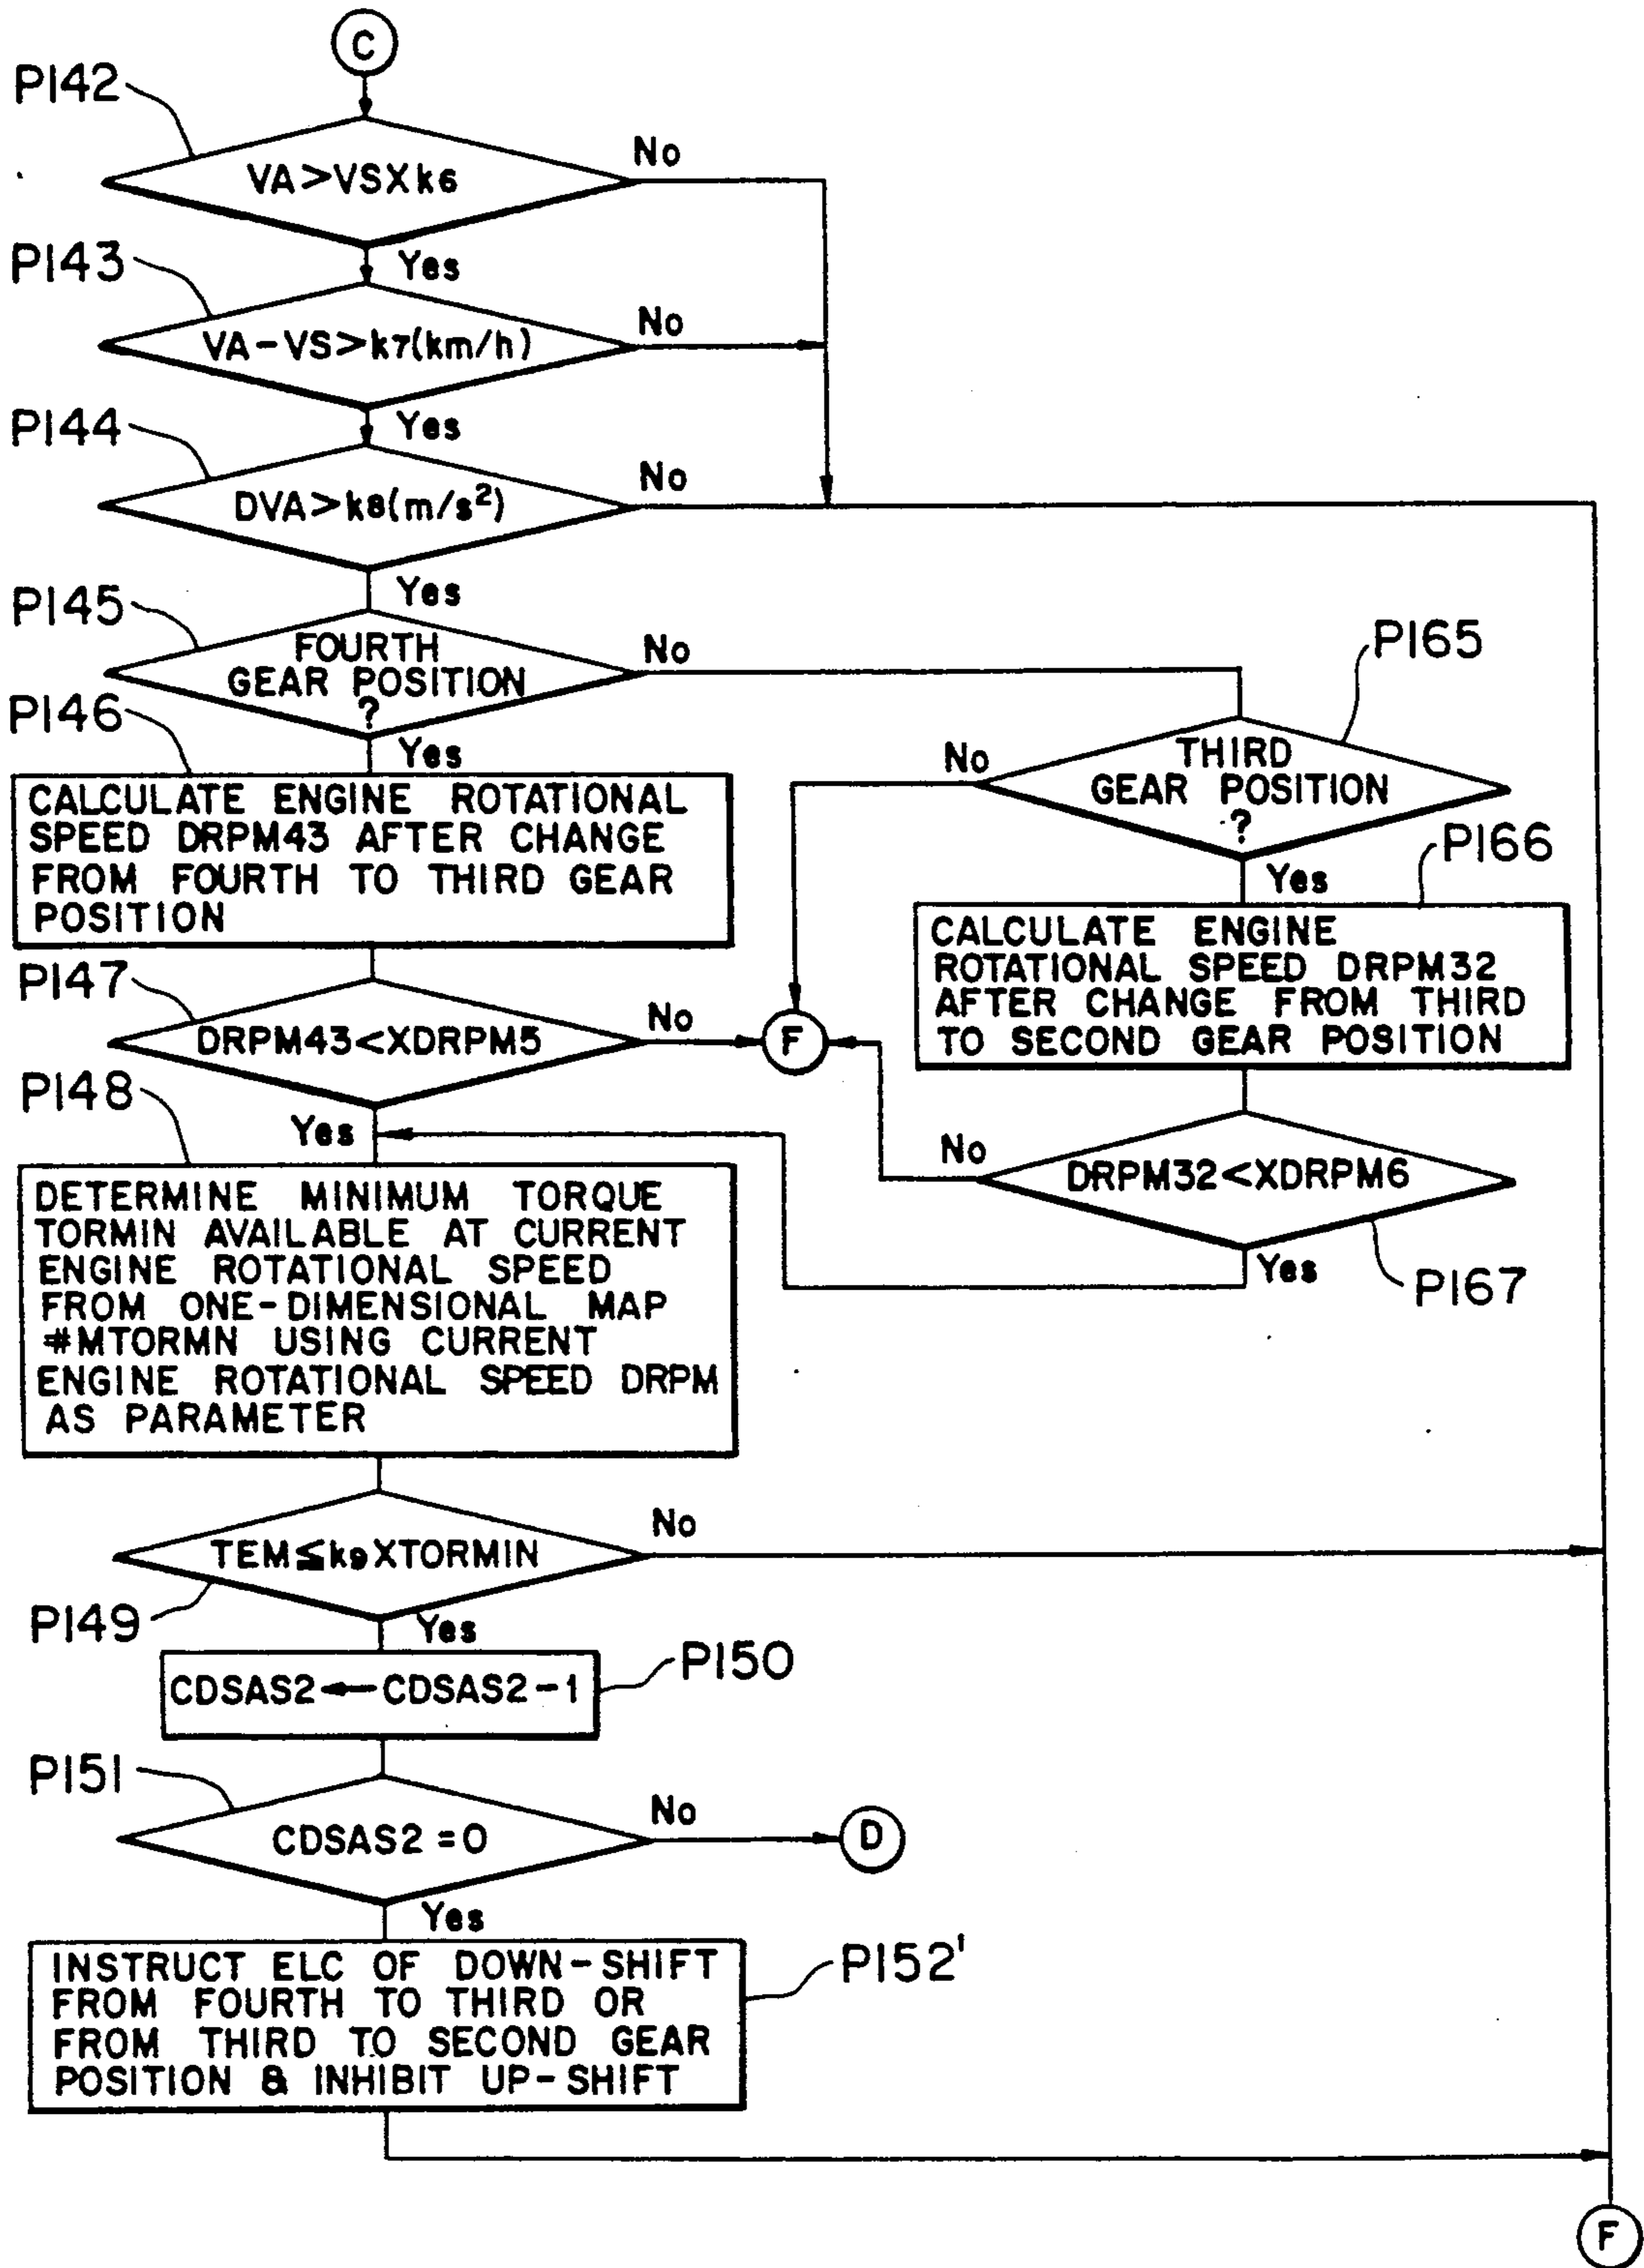 C
P142
VA>VSXk6
No
Yes
P143
VA-VS>k7(km/h)
No
Yes
P144
DVA>k8(m/s²)
No
Yes
P145
FOURTH
GEAR POSITION
?
No
Yes
P165
THIRD
GEAR POSITION
?
No
Yes
P146
CALCULATE ENGINE ROTATIONAL
SPEED DRPM43 AFTER CHANGE
FROM FOURTH TO THIRD GEAR
POSITION
P166
CALCULATE ENGINE
ROTATIONAL SPEED DRPM32
AFTER CHANGE FROM THIRD
TO SECOND GEAR POSITION
P147
DRPM43<XDRPM5
No
F
Yes
DRPM32<XDRPM6
No
Yes
P167
P148
DETERMINE MINIMUM TORQUE
TORMIN AVAILABLE AT CURRENT
ENGINE ROTATIONAL SPEED
FROM ONE-DIMENSIONAL MAP
#MTORMN USING CURRENT
ENGINE ROTATIONAL SPEED DRPM
AS PARAMETER
TEM≦k9XTORMIN
No
P149
Yes
CDSAS2←CDSAS2-1
P150
P151
CDSAS2=0
No
D
Yes
INSTRUCT ELC OF DOWN-SHIFT
FROM FOURTH TO THIRD OR
FROM THIRD TO SECOND GEAR
POSITION & INHIBIT UP-SHIFT
P152'
F